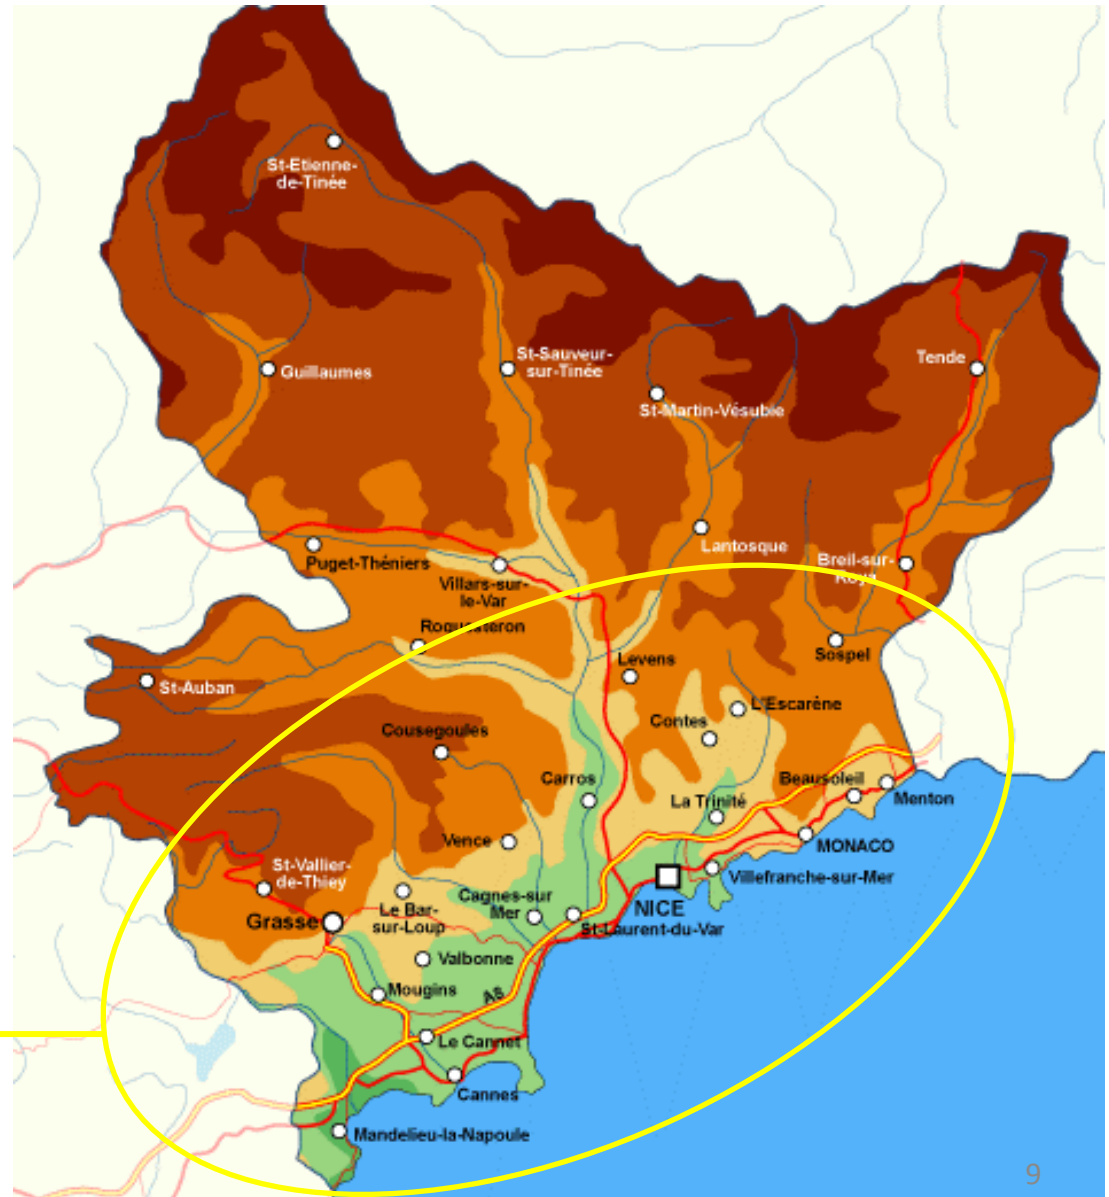 St-Etienne-
de-Tinée
St-Sauveur-
sur-Tinée
Tende
Guillaumes
St-Martin-Vésubie
Lantosque
Puget-Théniers
Breil-sur-
Roya
Villars-sur-
le-Var
Roquesteron
Sospel
Levens
St-Auban
L'Escaréne
Contes
Cousegoules
Carros
Beausoleil
Menton
La Trinité
Vence
MONACO
St-Vallier-
de-Thiey
Villefranche-sur-Mer
Cagnes-sur
Mer
Le Bar-
sur-Loup
NICE
Grasse
St-Laurent-du-Var
Valbonne
Mougins
A8
Le Cannet
Cannes
Mandelieu-la-Napoule
9